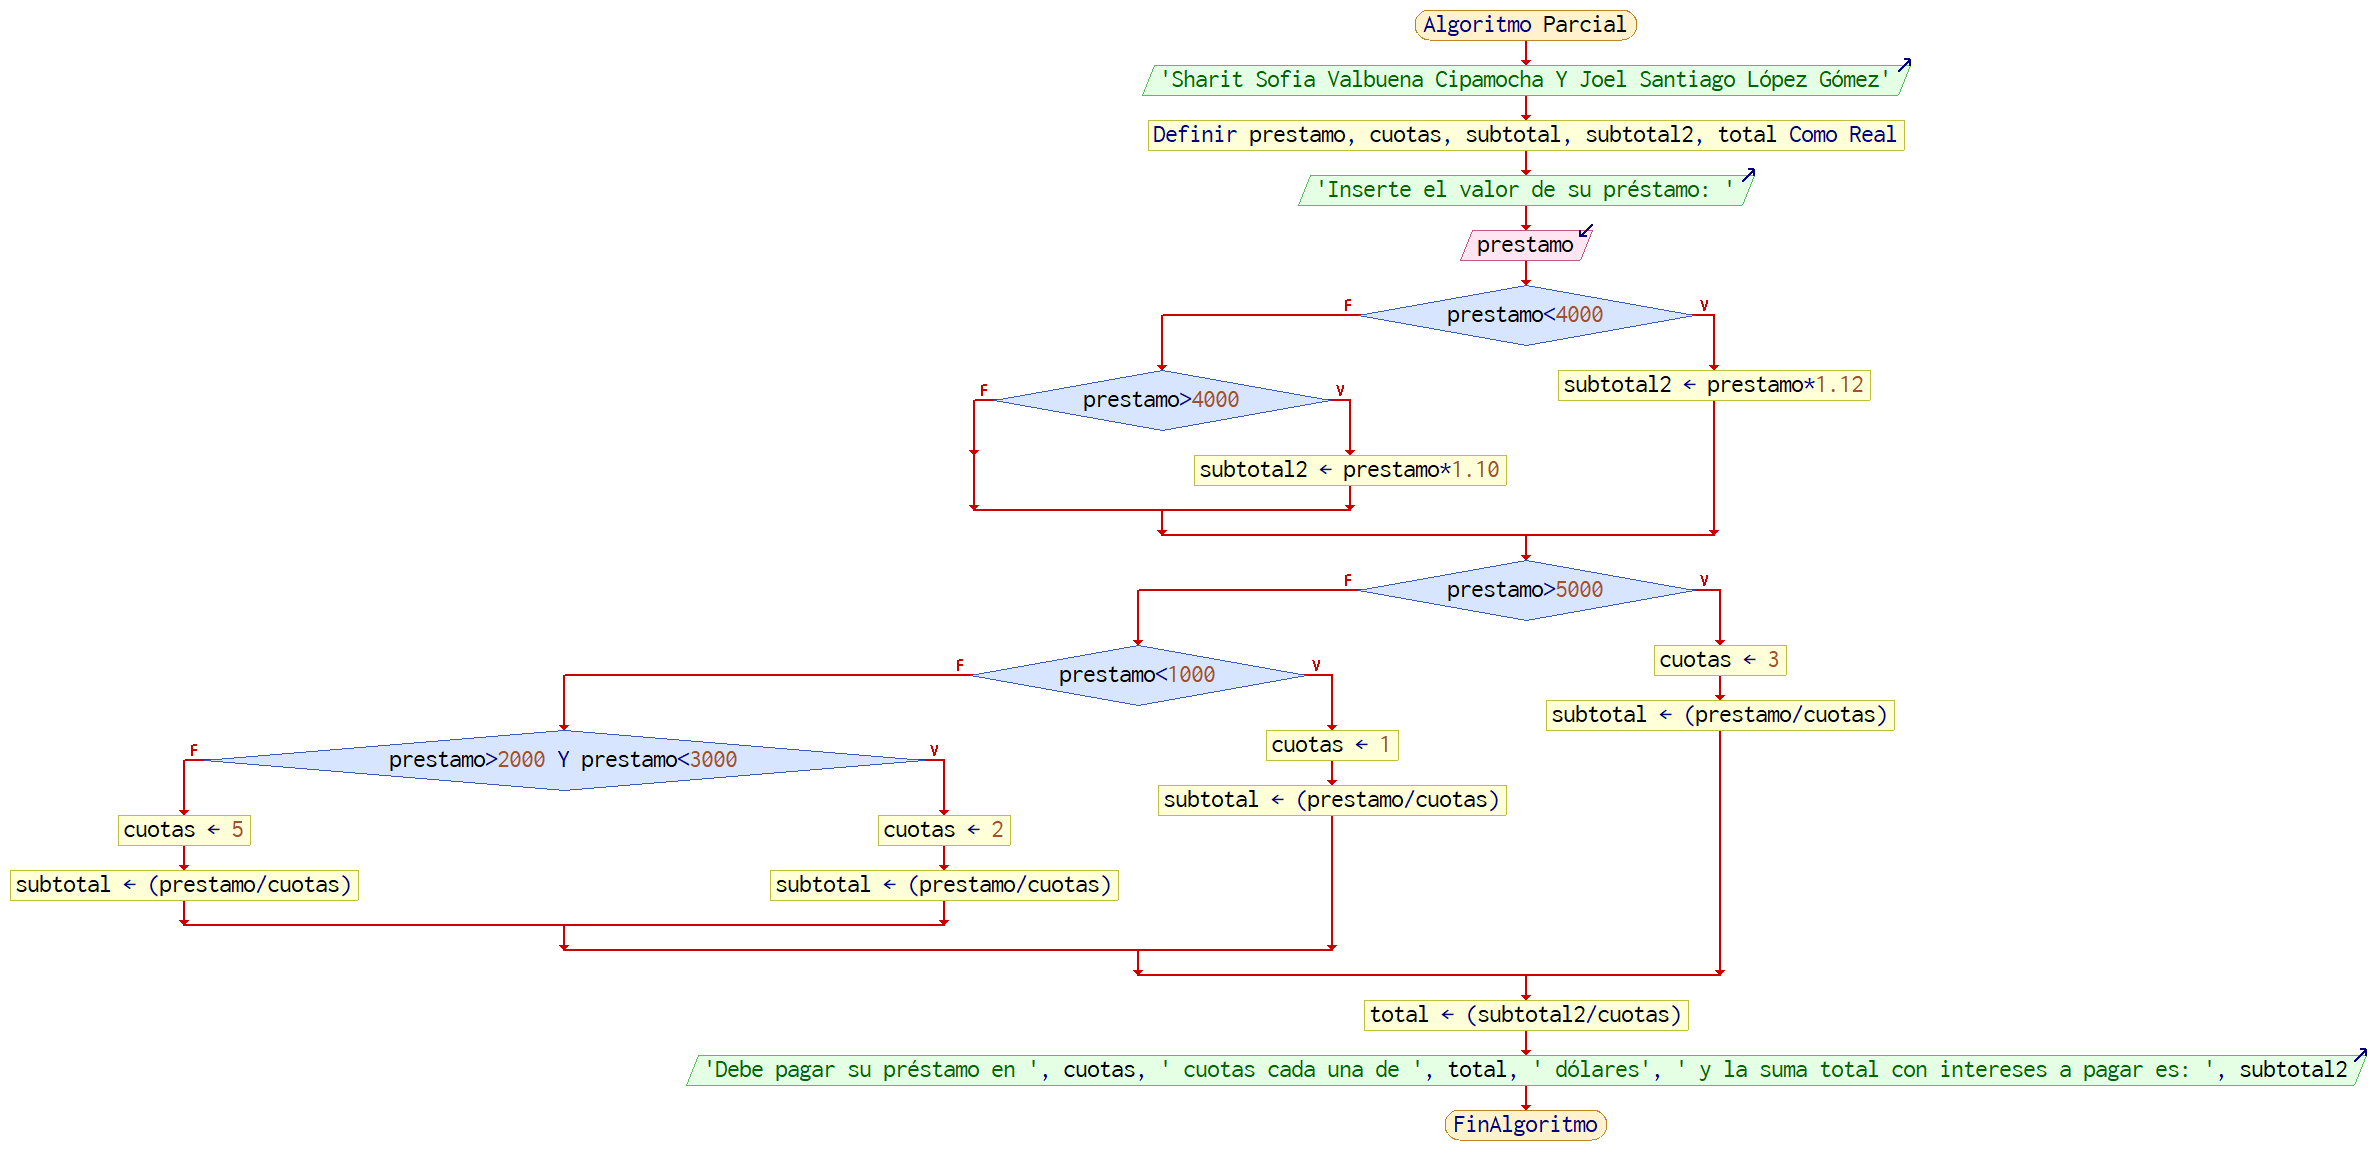 Algoritmo Parcial
'Sharit Sofia Valbuena Cipamocha Y Joel Santiago López Gómez'
Definir prestamo, cuotas, subtotal, subtotal2, total Como Real
'Inserte el valor de su préstamo: '
prestamo
F
V
prestamo<4000
F
V
prestamo>4000
subtotal2 ← prestamo*1.12
subtotal2 ← prestamo*1.10
F
V
prestamo>5000
F
V
prestamo<1000
cuotas ← 3
subtotal ← (prestamo/cuotas)
F
V
prestamo>2000 Y prestamo<3000
cuotas ← 1
subtotal ← (prestamo/cuotas)
cuotas ← 5
cuotas ← 2
subtotal ← (prestamo/cuotas)
subtotal ← (prestamo/cuotas)
total ← (subtotal2/cuotas)
'Debe pagar su préstamo en ', cuotas, ' cuotas cada una de ', total, ' dólares', ' y la suma total con intereses a pagar es: ', subtotal2
FinAlgoritmo